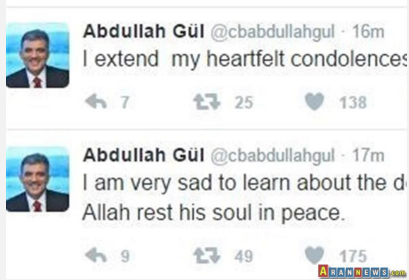 Abdullah Gül @cbabdullahgul · 16m
I extend my heartfelt condolences
7 25 138
Abdullah Gül @cbabdullahgul · 17m
I am very sad to learn about the d
Allah rest his soul in peace.
9 49 175
ARANNEWS.com